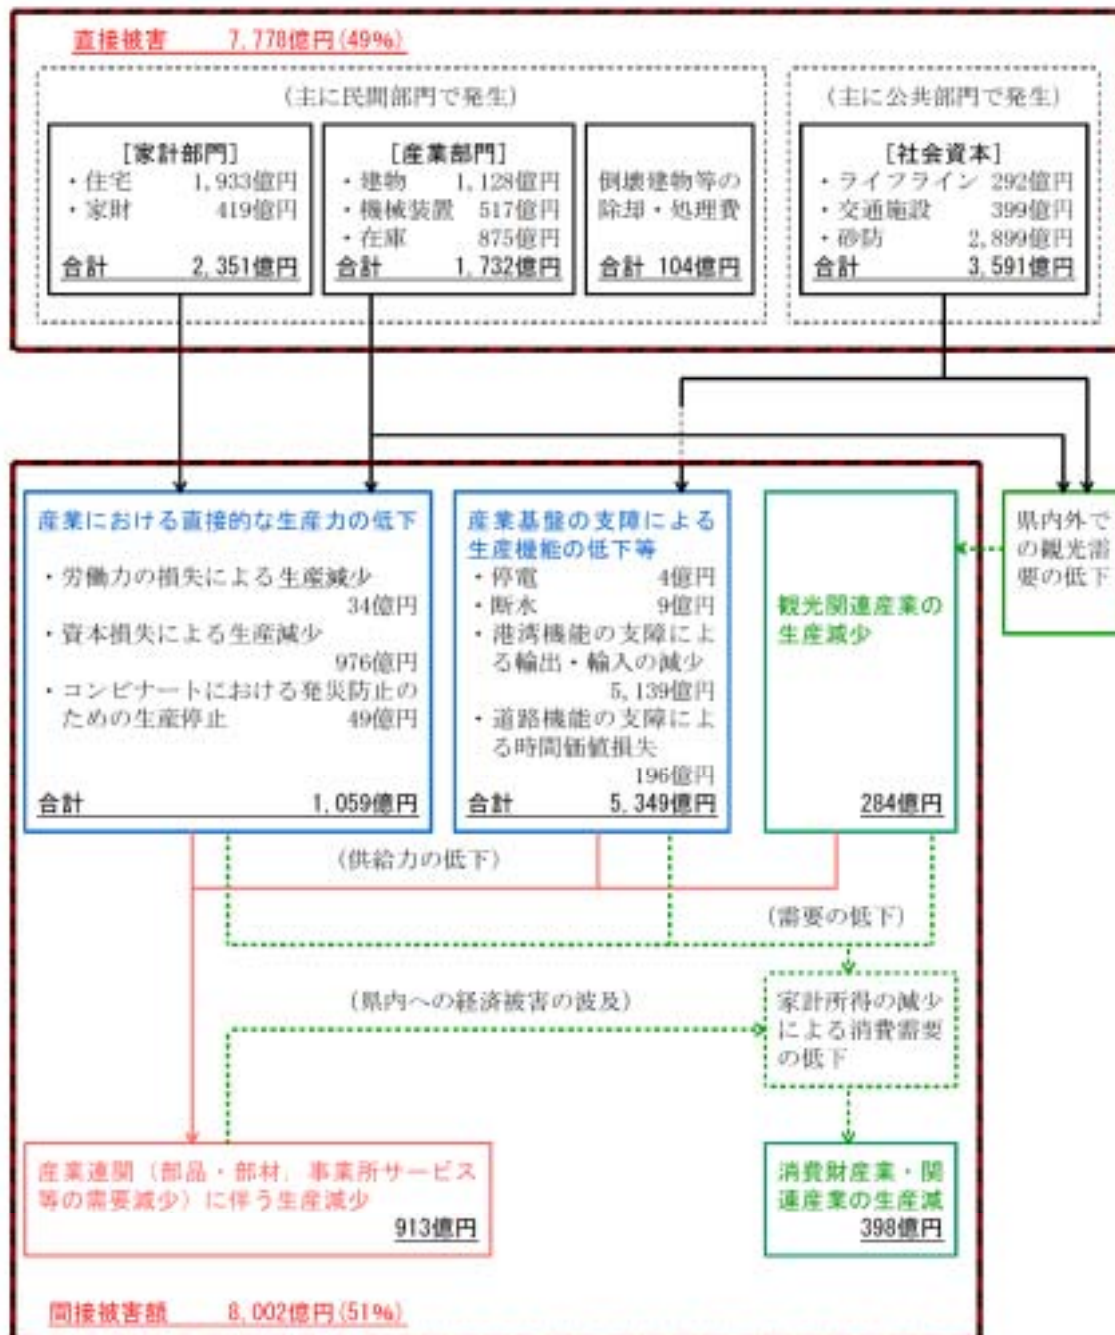 直接被害 7,778億円(49%)
(主に民間部門で発生)
[家計部門]
・住宅 1,933億円
・家財 419億円
合計 2,351億円
[産業部門]
・建物 1,128億円
・機械装置 517億円
・在庫 875億円
合計 1,732億円
倒壊建物等の
除却・処理費
合計 104億円
(主に公共部門で発生)
[社会資本]
・ライフライン 292億円
・交通施設 399億円
・砂防 2,899億円
合計 3,591億円
産業における直接的な生産力の低下
・労働力の損失による生産減少
34億円
・資本損失による生産減少
976億円
・コンビナートにおける発災防止の
ための生産停止 49億円
合計 1,059億円
産業基盤の支障による
生産機能の低下等
・停電 4億円
・断水 9億円
・港湾機能の支障によ
る輸出・輸入の減少
5,139億円
・道路機能の支障によ
る時間価値損失
196億円
合計 5,349億円
観光関連産業の
生産減少
284億円
県内外で
の観光需
要の低下
(供給力の低下)
(需要の低下)
(県内への経済被害の波及)
家計所得の減少
による消費需要
の低下
産業連関(部品・部材,事業所サービス
等の需要減少)に伴う生産減少
913億円
消費財産業・関
連産業の生産減
398億円
間接被害額 8,002億円(51%)